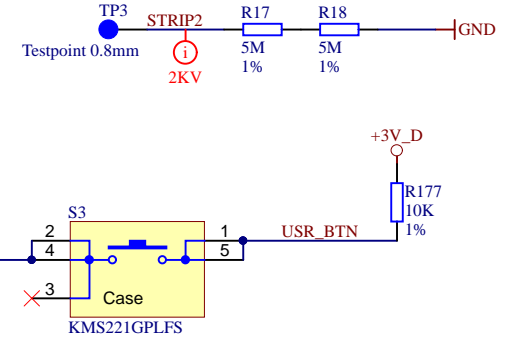 TP3
STRIP2
R17
R18
GND
Testpoint 0.8mm
i
5M
5M
1%
1%
2KV
+3V_D
R177
10K
1%
S3
2
1
USR_BTN
4
5
3
Case
KMS221GPLFS